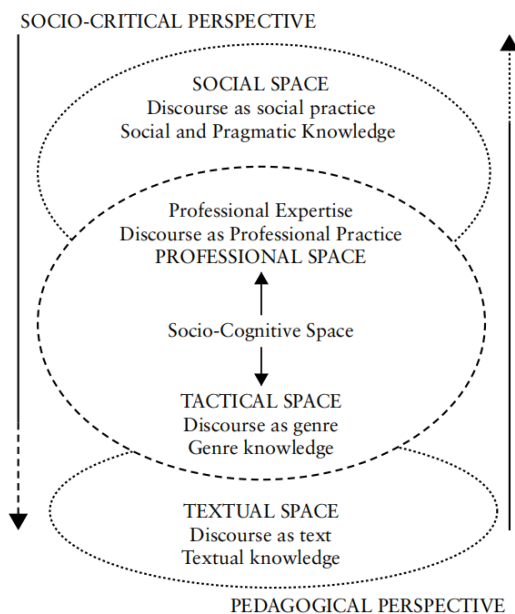 SOCIO-CRITICAL PERSPECTIVE
SOCIAL SPACE
Discourse as social practice
Social and Pragmatic Knowledge
Professional Expertise
Discourse as Professional Practice
PROFESSIONAL SPACE
Socio-Cognitive Space
TACTICAL SPACE
Discourse as genre
Genre knowledge
TEXTUAL SPACE
Discourse as text
Textual knowledge
PEDAGOGICAL PERSPECTIVE